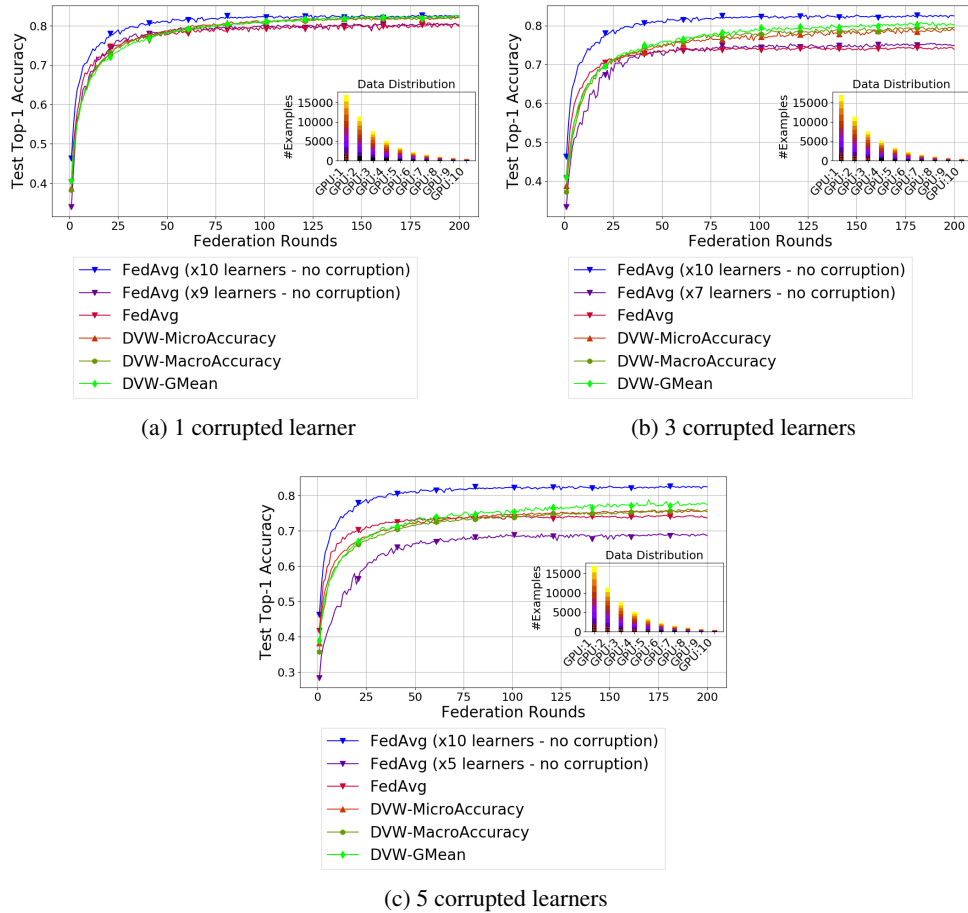 0.8
0.7
0.6
0.5
0.4
Test Top-1 Accuracy
0 25 50 75 100 125 150 175 200
Federation Rounds
Data Distribution
#Examples
15000
10000
5000
0
GPU:1 GPU:2 GPU:3 GPU:4 GPU:5 GPU:6 GPU:7 GPU:8 GPU:9 GPU:10
FedAvg (x10 learners - no corruption)
FedAvg (x9 learners - no corruption)
FedAvg
DVW-MicroAccuracy
DVW-MacroAccuracy
DVW-GMean
(a) 1 corrupted learner
0.8
0.7
0.6
0.5
0.4
Test Top-1 Accuracy
0 25 50 75 100 125 150 175 200
Federation Rounds
Data Distribution
#Examples
15000
10000
5000
0
GPU:1 GPU:2 GPU:3 GPU:4 GPU:5 GPU:6 GPU:7 GPU:8 GPU:9 GPU:10
FedAvg (x10 learners - no corruption)
FedAvg (x7 learners - no corruption)
FedAvg
DVW-MicroAccuracy
DVW-MacroAccuracy
DVW-GMean
(b) 3 corrupted learners
0.8
0.7
0.6
0.5
0.4
0.3
Test Top-1 Accuracy
0 25 50 75 100 125 150 175 200
Federation Rounds
Data Distribution
#Examples
15000
10000
5000
0
GPU:1 GPU:2 GPU:3 GPU:4 GPU:5 GPU:6 GPU:7 GPU:8 GPU:9 GPU:10
FedAvg (x10 learners - no corruption)
FedAvg (x5 learners - no corruption)
FedAvg
DVW-MicroAccuracy
DVW-MacroAccuracy
DVW-GMean
(c) 5 corrupted learners